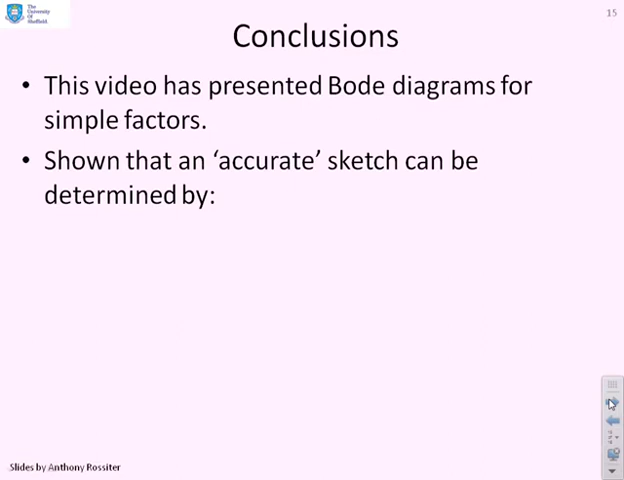 The
University
Of
Sheffield
15
Conclusions
• This video has presented Bode diagrams for
simple factors.
• Shown that an ‘accurate’ sketch can be
determined by:
Slides by Anthony Rossiter